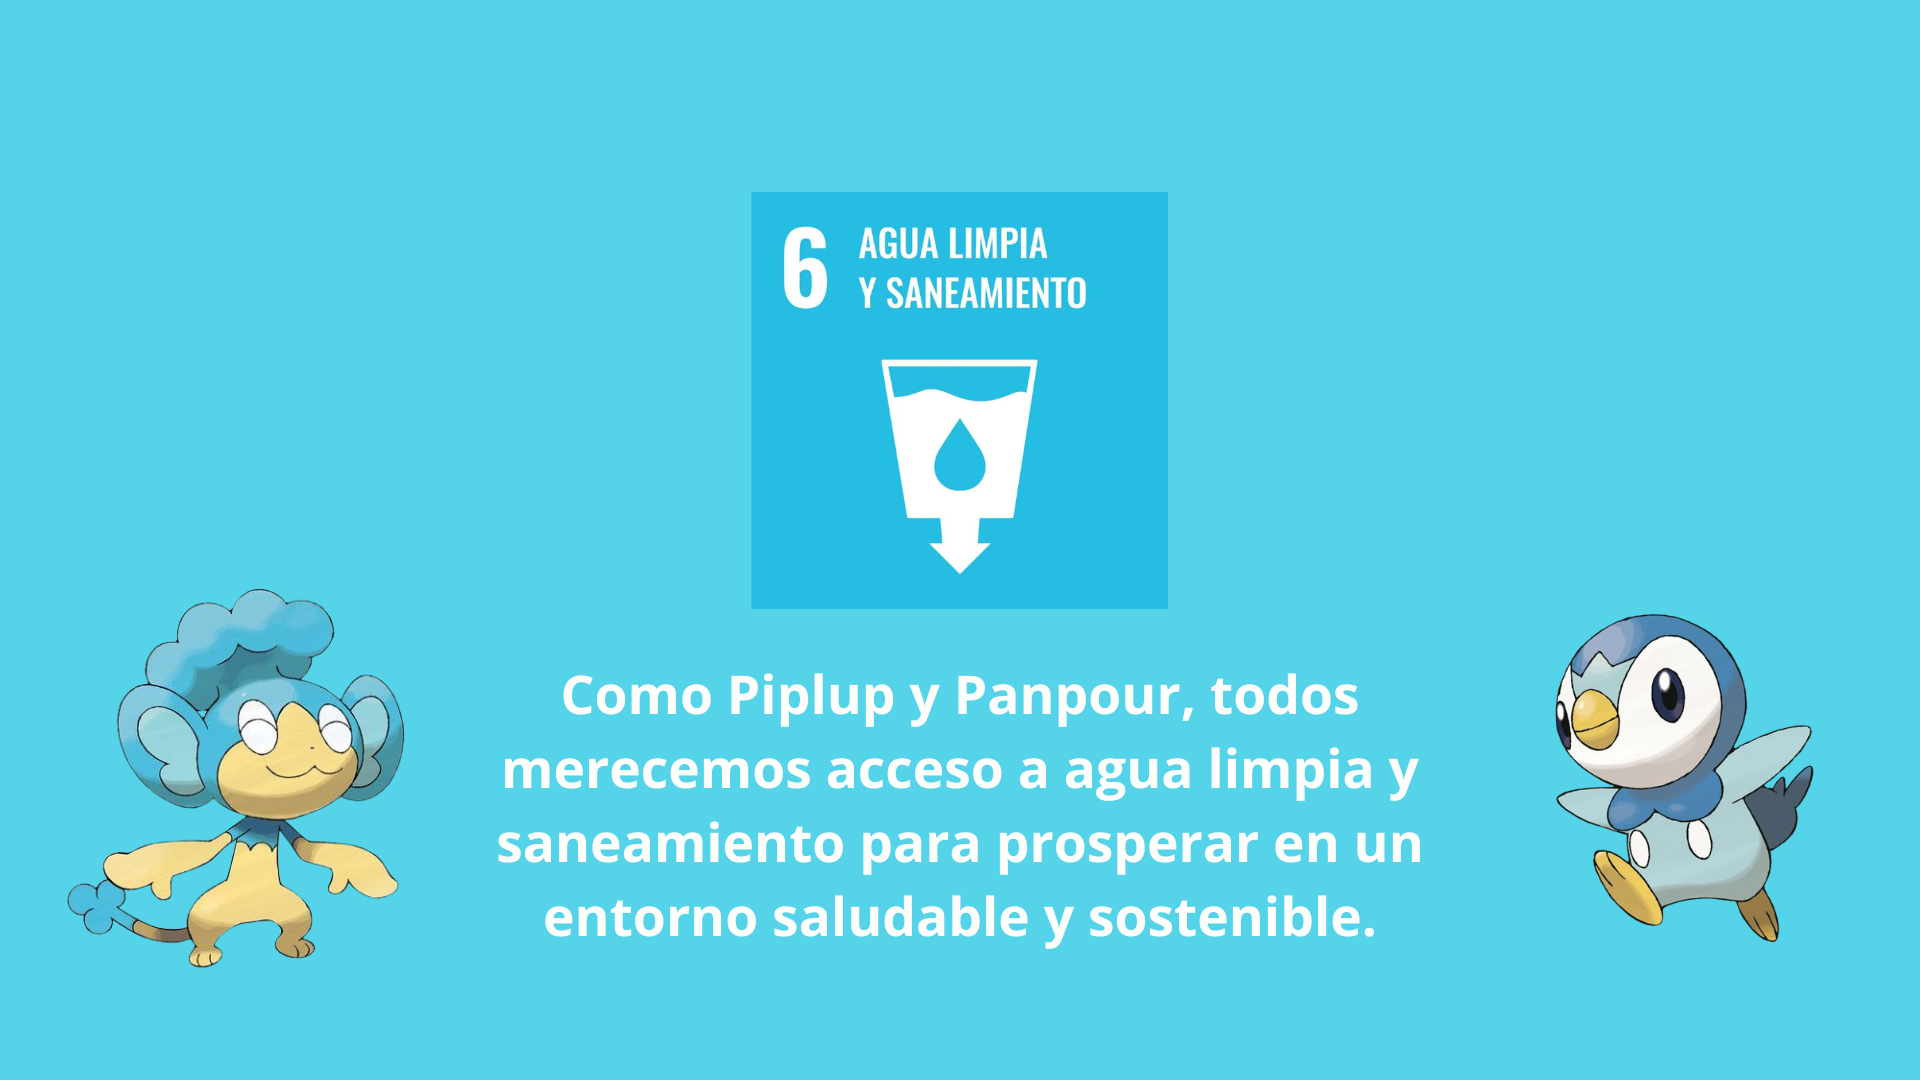 6
AGUA LIMPIA
Y SANEAMIENTO
Como Piplup y Panpour, todos
merecemos acceso a agua limpia y
saneamiento para prosperar en un
entorno saludable y sostenible.